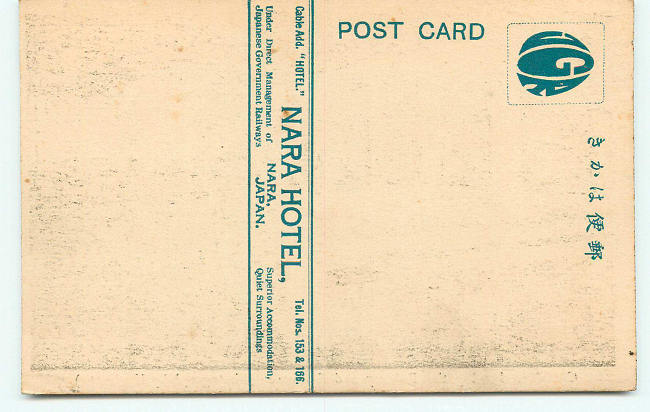 POST CARD
JGR
郵便はかき
Cable Add. "HOTEL."
NARA HOTEL,
Tel. Nos. 153 & 166.
Under Direct Management of
Japanese Government Railways
NARA,
JAPAN.
Superior Accommodation,
Quiet Surroundings